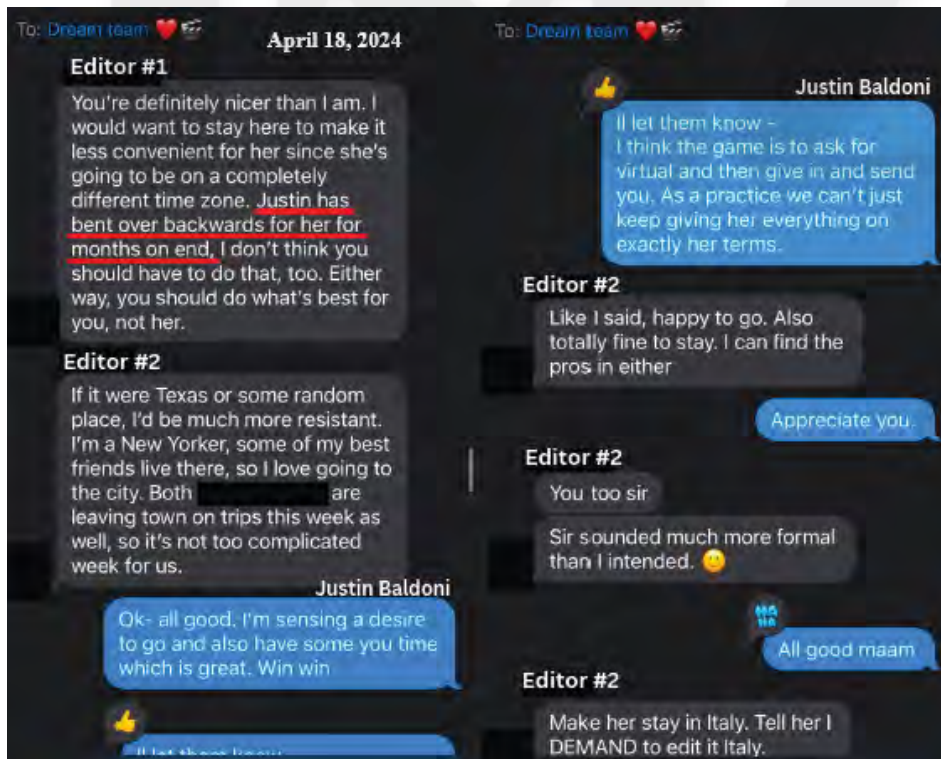 To: Dream team ❤️🎬
April 18, 2024
Editor #1
You're definitely nicer than I am. I
would want to stay here to make it
less convenient for her since she's
going to be on a completely
different time zone. Justin has
bent over backwards for her for
months on end, I don't think you
should have to do that, too. Either
way, you should do what's best for
you, not her.
Editor #2
If it were Texas or some random
place, I'd be much more resistant.
I'm a New Yorker, some of my best
friends live there, so I love going to
the city. Both are
leaving town on trips this week as
well, so it's not too complicated
week for us.
Justin Baldoni
Ok- all good. I'm sensing a desire
to go and also have some you time
which is great. Win win
👍
Il let them know
To: Dream team ❤️🎬
👍
Justin Baldoni
Il let them know -
I think the game is to ask for
virtual and then give in and send
you. As a practice we can't just
keep giving her everything on
exactly her terms.
Editor #2
Like I said, happy to go. Also
totally fine to stay. I can find the
pros in either
Appreciate you.
Editor #2
You too sir
Sir sounded much more formal
than I intended. 🙂
HA HA
All good maam
Editor #2
Make her stay in Italy. Tell her I
DEMAND to edit it Italy.